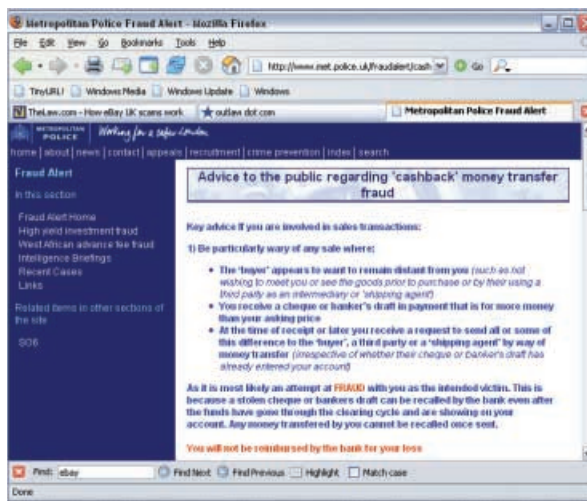 Metropolitan Police Fraud Alert - Mozilla Firefox
File Edit View Go Bookmarks Tools Help
http://www.met.police.uk/fraudalert/cash Go
TinyURL! Windows Media Windows Update Windows
TheLaw.com - How eBay UK scams work outlaw dot com Metropolitan Police Fraud Alert
METROPOLITAN POLICE Working for a safer London
home | about | news | contact | appeals | recruitment | crime prevention | index | search
Fraud Alert
In this section
Fraud Alert Home
High yield investment fraud
West African advance fee fraud
Intelligence Briefings
Recent Cases
Links
Related items in other sections of
the site
SO6
Advice to the public regarding 'cashback' money transfer
fraud
Key advice if you are involved in sales transactions:
1) Be particularly wary of any sale where:
• The 'buyer' appears to want to remain distant from you (such as not
wishing to meet you or see the goods prior to purchase or by their using a
third party as an intermediary or 'shipping agent')
• You receive a cheque or banker's draft in payment that is for more money
than your asking price
• At the time of receipt or later you receive a request to send all or some of
this difference to the 'buyer', a third party or a 'shipping agent' by way of
money transfer (irrespective of whether their cheque or banker's draft has
already entered your account)
As it is most likely an attempt at FRAUD with you as the intended victim. This is
because a stolen cheque or bankers draft can be recalled by the bank even after
the funds have gone through the clearing cycle and are showing on your
account. Any money transfered by you cannot be recalled once sent.
You will not be reimbursed by the bank for your loss
Find: ebay Find Next Find Previous Highlight Match case
Done